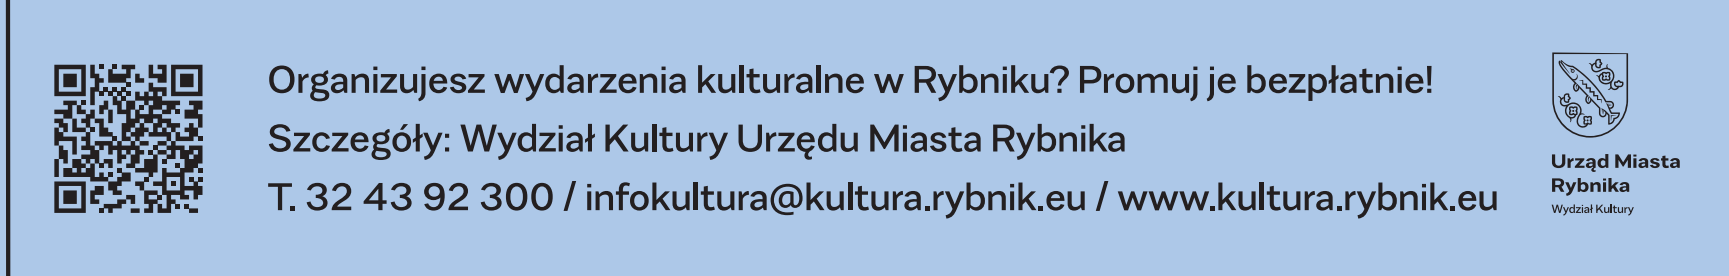 Organizujesz wydarzenia kulturalne w Rybniku? Promuj je bezpłatnie!
Szczegóły: Wydział Kultury Urzędu Miasta Rybnika
T. 32 43 92 300 / infokultura@kultura.rybnik.eu / www.kultura.rybnik.eu
Urząd Miasta
Rybnika
Wydział Kultury